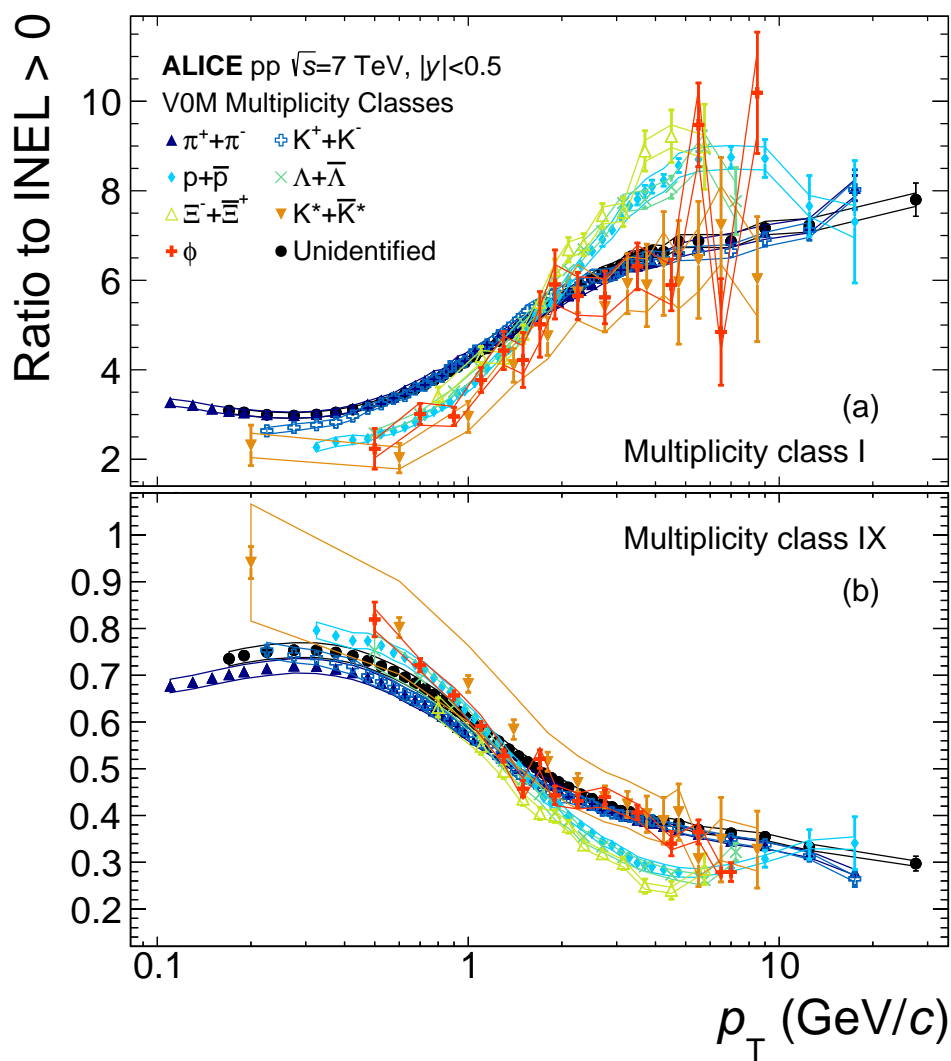 Ratio to INEL > 0
10
8
6
4
2
ALICE pp √s=7 TeV, |y|<0.5
V0M Multiplicity Classes
π⁺+π⁻ K⁺+K⁻
p+p̅ Λ+Λ̅
Ξ⁻+Ξ̅⁺ K*+K̅*
ϕ Unidentified
(a)
Multiplicity class I
1
0.9
0.8
0.7
0.6
0.5
0.4
0.3
0.2
Multiplicity class IX
(b)
0.1 1 10
p_T (GeV/c)